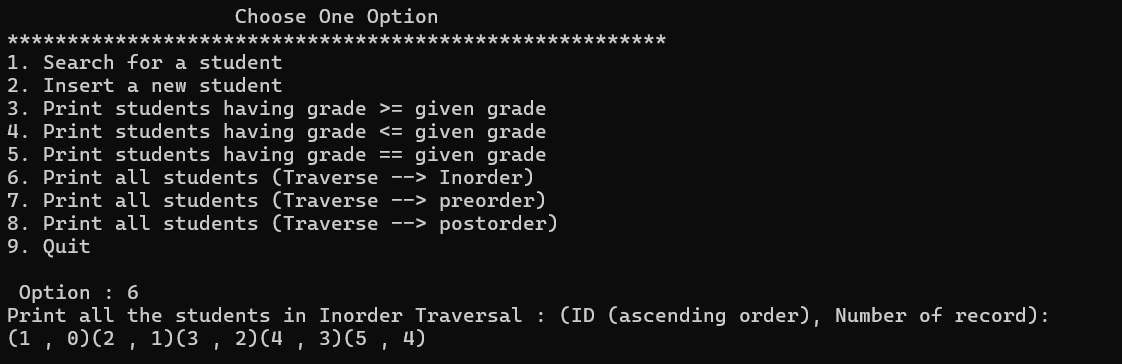 Choose One Option
*******************************************************
1. Search for a student
2. Insert a new student
3. Print students having grade >= given grade
4. Print students having grade <= given grade
5. Print students having grade == given grade
6. Print all students (Traverse --> Inorder)
7. Print all students (Traverse --> preorder)
8. Print all students (Traverse --> postorder)
9. Quit
Option : 6
Print all the students in Inorder Traversal : (ID (ascending order), Number of record):
(1 , 0)(2 , 1)(3 , 2)(4 , 3)(5 , 4)